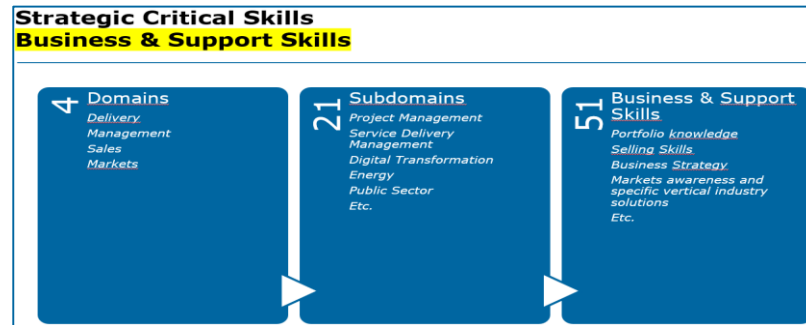 Strategic Critical Skills
Business & Support Skills
4
Domains
Delivery
Management
Sales
Markets
21
Subdomains
Project Management
Service Delivery
Management
Digital Transformation
Energy
Public Sector
Etc.
51
Business & Support
Skills
Portfolio knowledge
Selling Skills
Business Strategy
Markets awareness and
specific vertical industry
solutions
Etc.